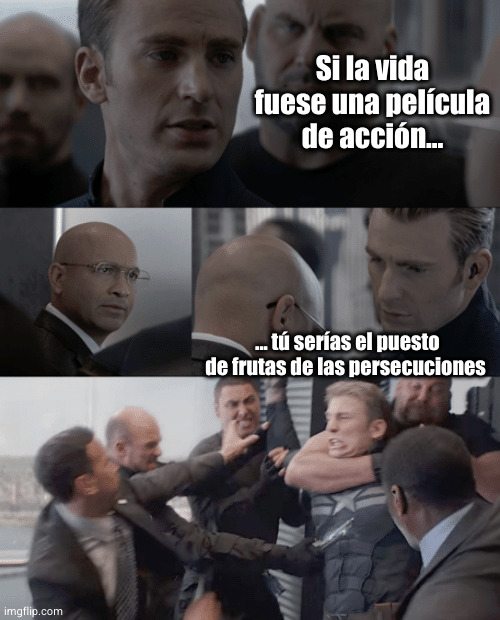 Si la vida
fuese una película
de acción...
... tú serías el puesto
de frutas de las persecuciones
imgflip.com